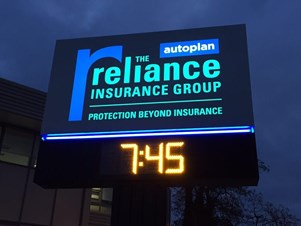 autoplan
THE
reliance
INSURANCE GROUP
PROTECTION BEYOND INSURANCE
7:45